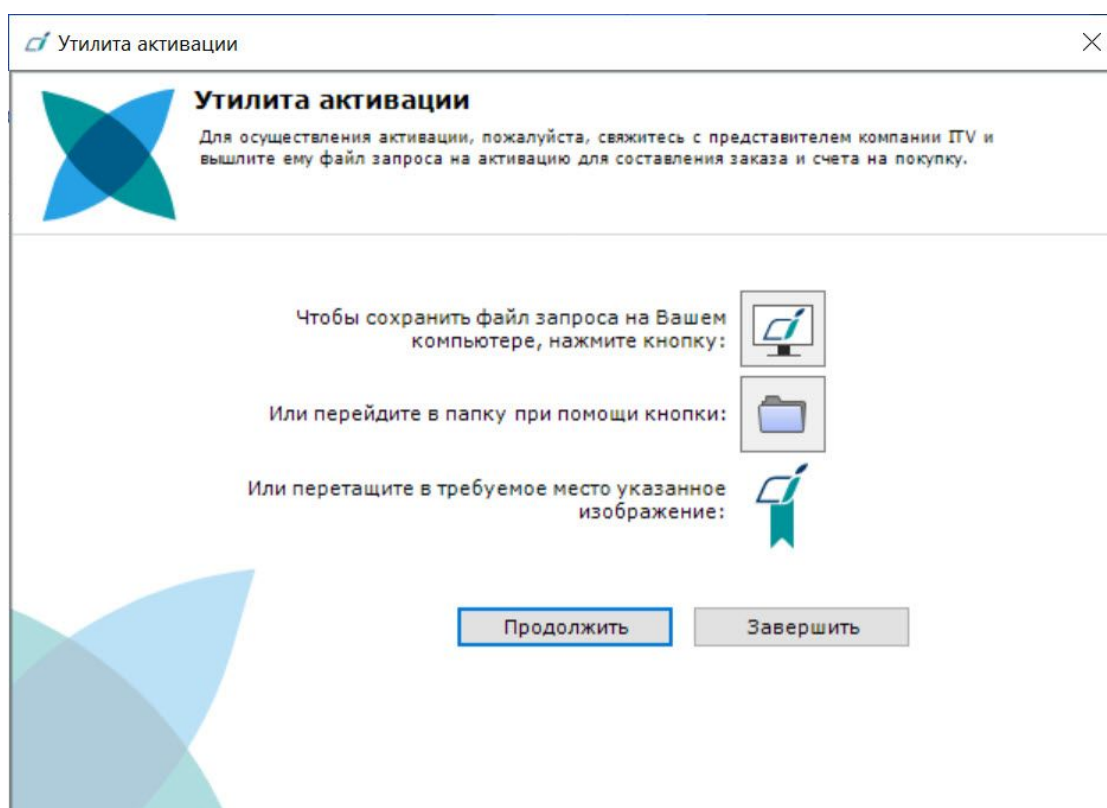 Утилита активации
Утилита активации
Для осуществления активации, пожалуйста, свяжитесь с представителем компании ITV и
вышлите ему файл запроса на активацию для составления заказа и счета на покупку.
Чтобы сохранить файл запроса на Вашем
компьютере, нажмите кнопку:
Или перейдите в папку при помощи кнопки:
Или перетащите в требуемое место указанное
изображение:
Продолжить
Завершить